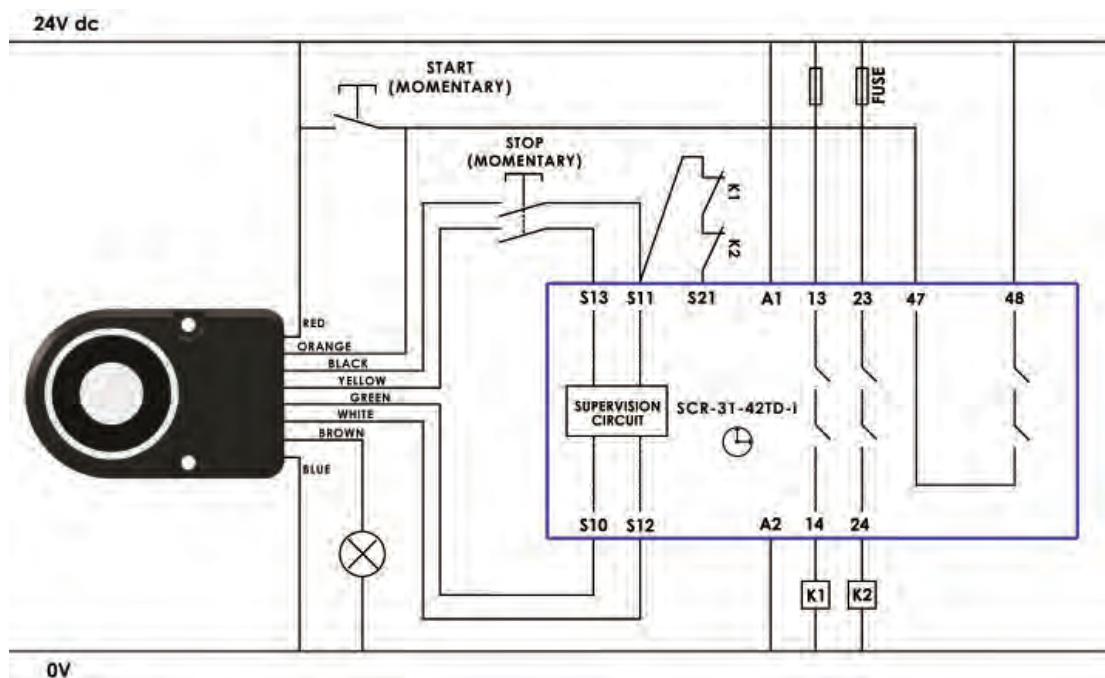 24V dc
START
(MOMENTARY)
STOP
(MOMENTARY)
FUSE
K1
K2
S13 S11 S21 A1 13 23 47 48
RED
ORANGE
BLACK
YELLOW
GREEN
WHITE
BROWN
BLUE
SUPERVISION
CIRCUIT
SCR-3T-42TD-I
S10 S12 A2 14 24
K1 K2
0V